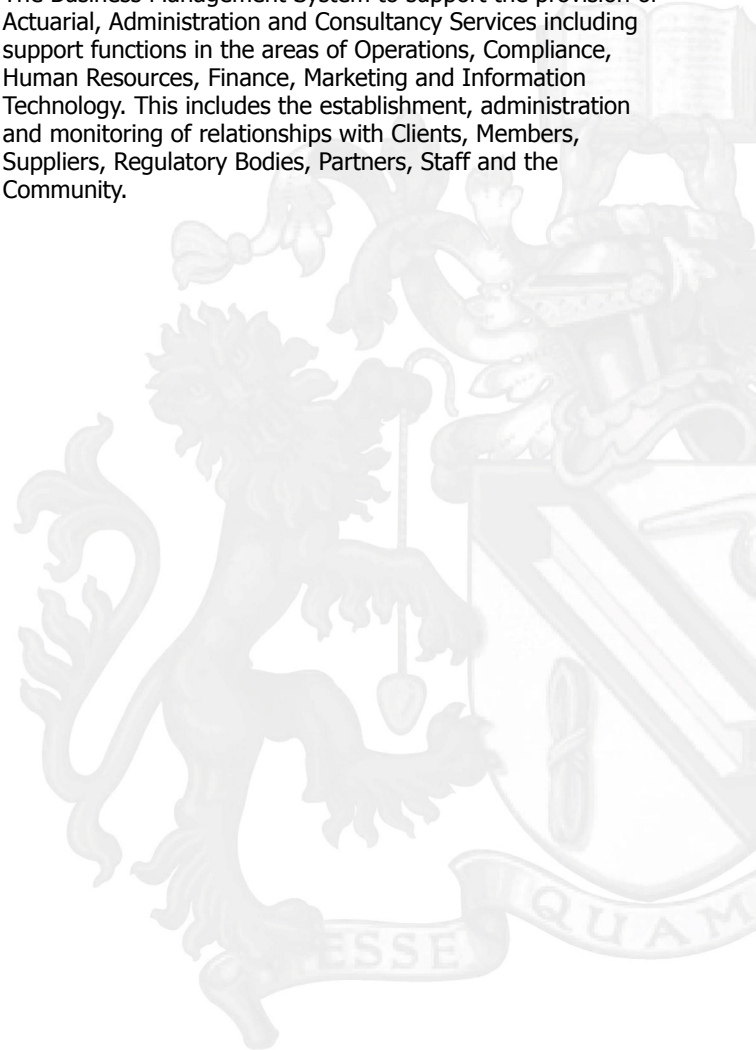 The Business Management System to support the provision of
Actuarial, Administration and Consultancy Services including
support functions in the areas of Operations, Compliance,
Human Resources, Finance, Marketing and Information
Technology. This includes the establishment, administration
and monitoring of relationships with Clients, Members,
Suppliers, Regulatory Bodies, Partners, Staff and the
Community.
ESSE QUAM